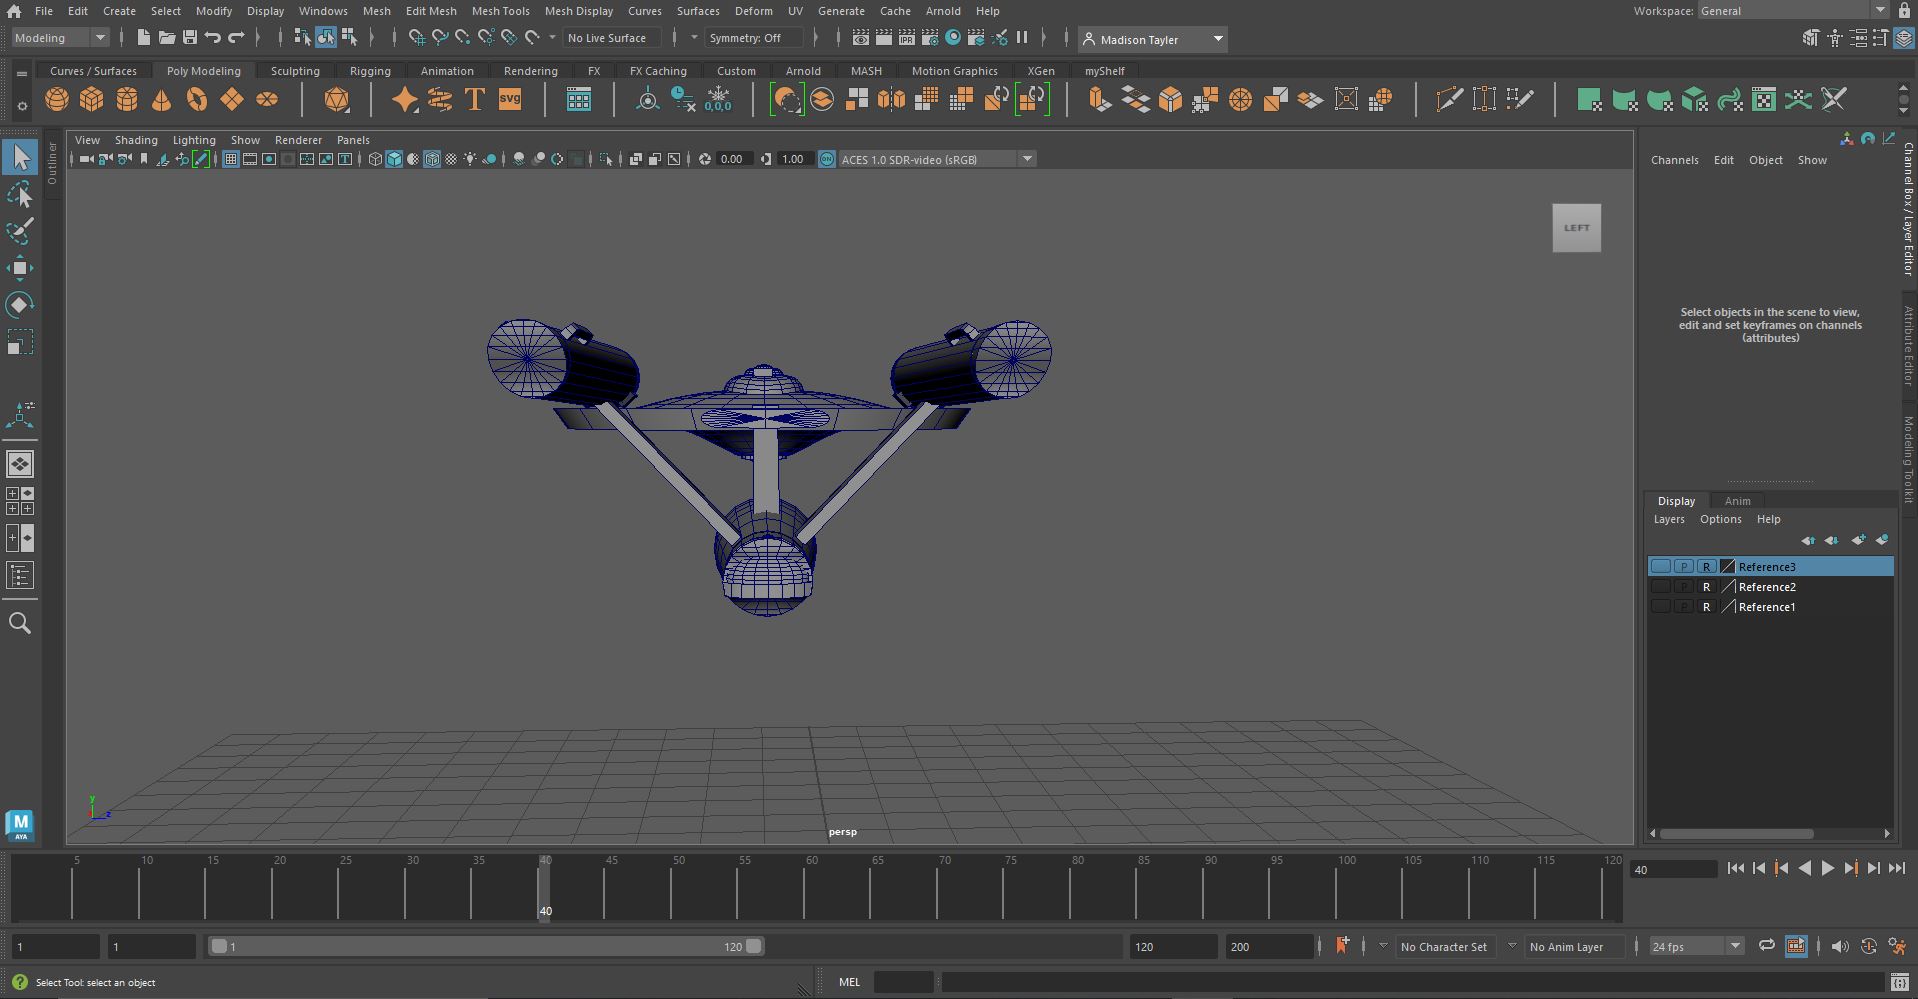 File Edit Create Select Modify Display Windows Mesh Edit Mesh Mesh Tools Mesh Display Curves Surfaces Deform UV Generate Cache Arnold Help Workspace: General
Modeling No Live Surface Symmetry: Off IPR Madison Tayler
Curves / Surfaces Poly Modeling Sculpting Rigging Animation Rendering FX FX Caching Custom Arnold MASH Motion Graphics XGen myShelf
T SVG 0,0,0
View Shading Lighting Show Renderer Panels
0.00 1.00 ON ACES 1.0 SDR-video (sRGB)
Outliner
LEFT
y
z
persp
M
AYA
Channels Edit Object Show
Select objects in the scene to view,
edit and set keyframes on channels
(attributes)
Channel Box / Layer Editor
Attribute Editor
Modeling Toolkit
Display Anim
Layers Options Help
P R Reference3
P R Reference2
P R Reference1
5 10 15 20 25 30 35 40 45 50 55 60 65 70 75 80 85 90 95 100 105 110 115 120
40
40
1 1 1 120 120 200 No Character Set No Anim Layer 24 fps
? Select Tool: select an object MEL